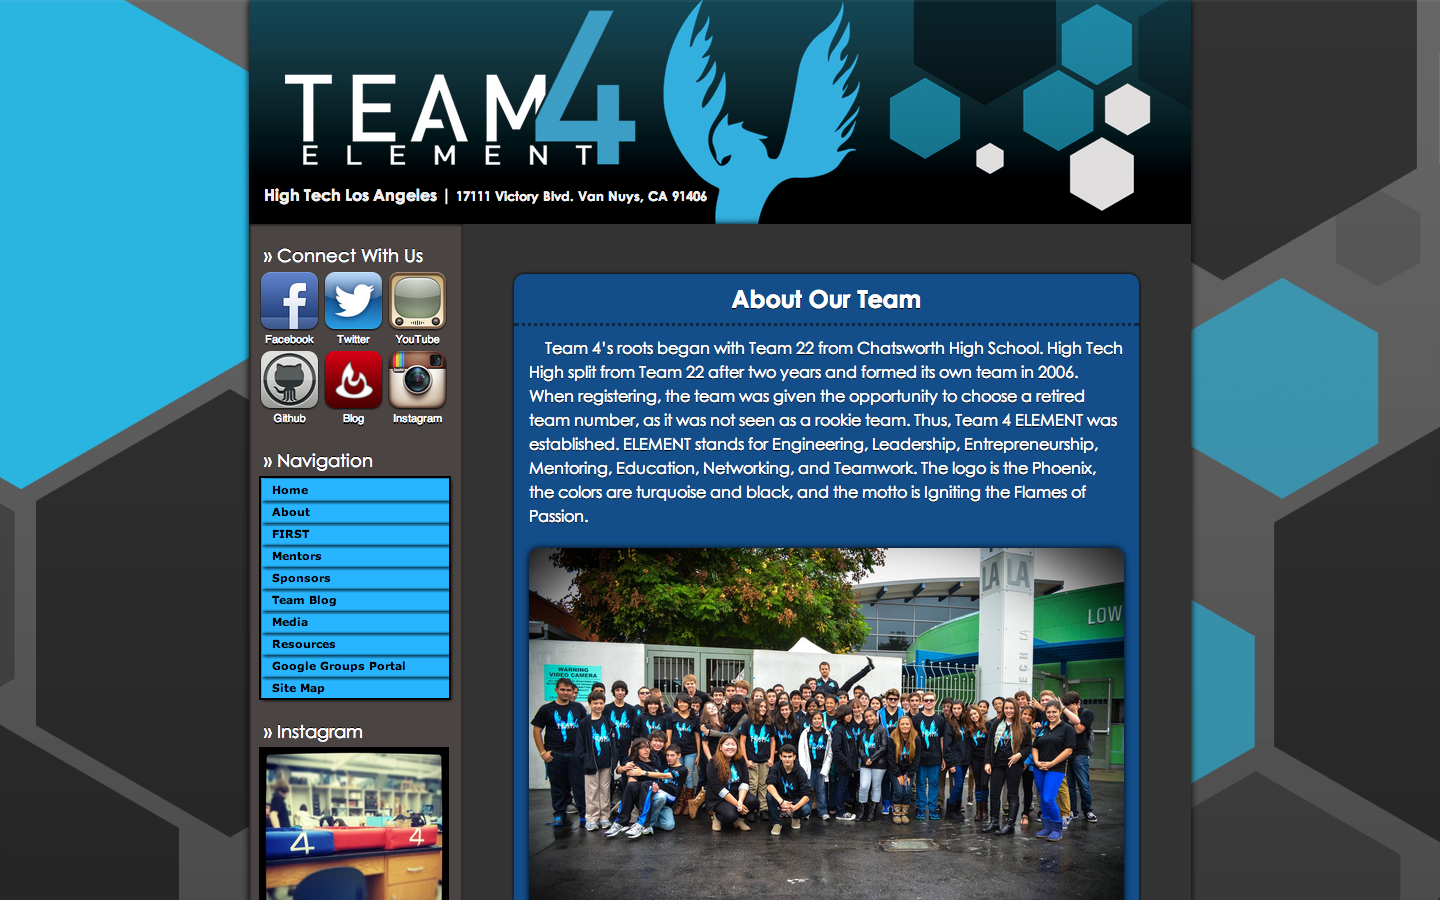 TEAM 4
ELEMENT
High Tech Los Angeles | 17111 Victory Blvd. Van Nuys, CA 91406
» Connect With Us
Facebook Twitter YouTube
Github Blog Instagram
» Navigation
Home
About
FIRST
Mentors
Sponsors
Team Blog
Media
Resources
Google Groups Portal
Site Map
» Instagram
4 4
About Our Team
Team 4's roots began with Team 22 from Chatsworth High School. High Tech
High split from Team 22 after two years and formed its own team in 2006.
When registering, the team was given the opportunity to choose a retired
team number, as it was not seen as a rookie team. Thus, Team 4 ELEMENT was
established. ELEMENT stands for Engineering, Leadership, Entrepreneurship,
Mentoring, Education, Networking, and Teamwork. The logo is the Phoenix,
the colors are turquoise and black, and the motto is Igniting the Flames of
Passion.
LA LA
LOW
ECH LA
WARNING
VIDEO CAMERA